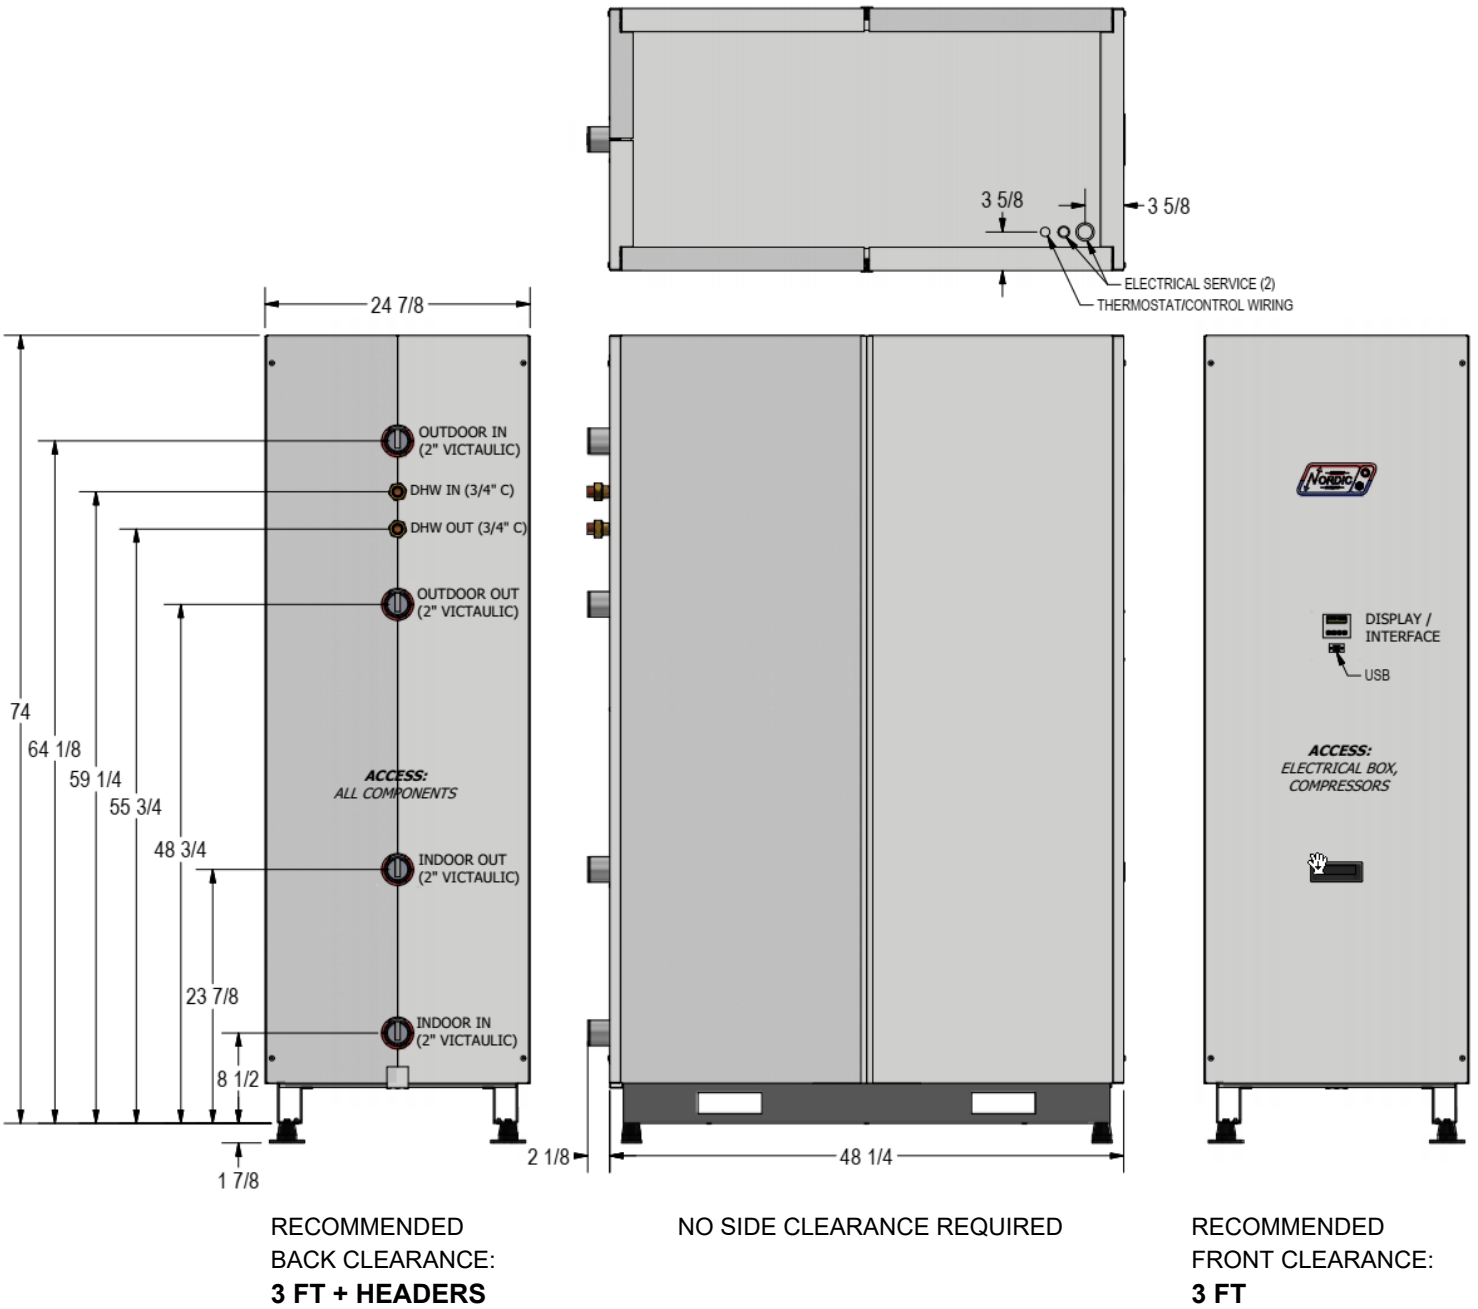 3 5/8
3 5/8
ELECTRICAL SERVICE (2)
THERMOSTAT/CONTROL WIRING
24 7/8
OUTDOOR IN
(2" VICTAULIC)
DHW IN (3/4" C)
DHW OUT (3/4" C)
OUTDOOR OUT
(2" VICTAULIC)
74
64 1/8
59 1/4
55 3/4
48 3/4
ACCESS:
ALL COMPONENTS
INDOOR OUT
(2" VICTAULIC)
23 7/8
INDOOR IN
(2" VICTAULIC)
8 1/2
1 7/8
2 1/8
48 1/4
NORDIC
DISPLAY /
INTERFACE
USB
ACCESS:
ELECTRICAL BOX,
COMPRESSORS
RECOMMENDED
BACK CLEARANCE:
3 FT + HEADERS
NO SIDE CLEARANCE REQUIRED
RECOMMENDED
FRONT CLEARANCE:
3 FT